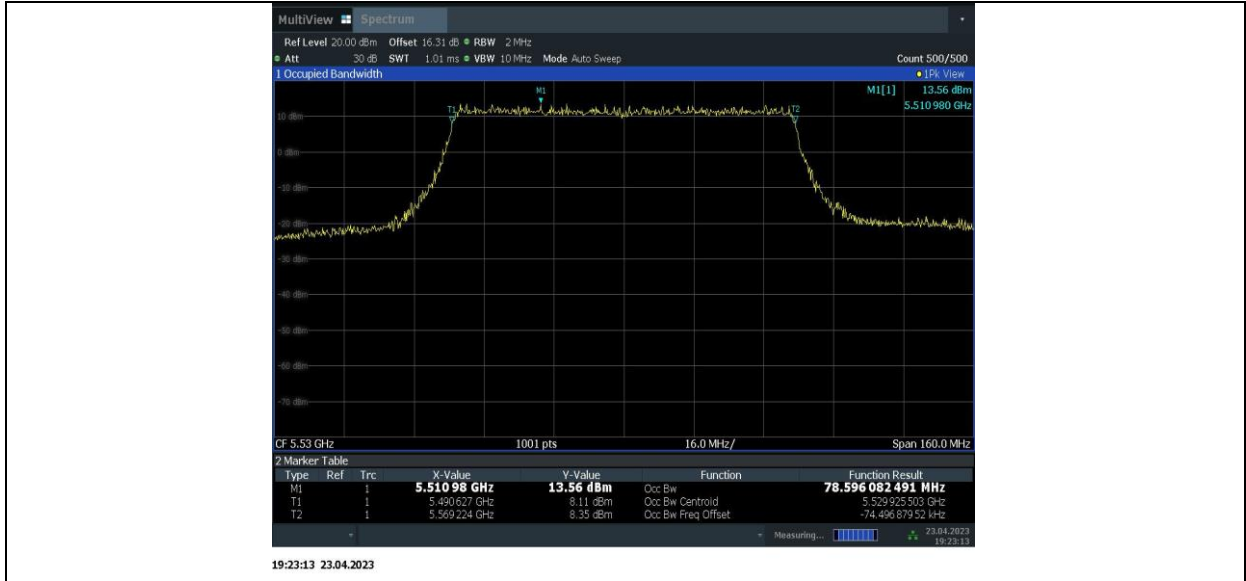 MultiView Spectrum
Ref Level 20.00 dBm Offset 16.31 dB RBW 2 MHz
Att 30 dB SWT 1.01 ms VBW 10 MHz Mode Auto Sweep Count 500/500
1 Occupied Bandwidth 1Pk View
M1[1] 13.56 dBm
5.510 980 GHz
M1
T1 T2
10 dBm
0 dBm
-10 dBm
-20 dBm
-30 dBm
-40 dBm
-50 dBm
-60 dBm
-70 dBm
CF 5.53 GHz 1001 pts 16.0 MHz/ Span 160.0 MHz
2 Marker Table
Type Ref Trc X-Value Y-Value Function Function Result
M1 1 5.510 98 GHz 13.56 dBm Occ Bw 78.596 082 491 MHz
T1 1 5.490 627 GHz 8.11 dBm Occ Bw Centroid 5.529 925 503 GHz
T2 1 5.569 224 GHz 8.35 dBm Occ Bw Freq Offset -74.496 879 52 kHz
Measuring... 23.04.2023
19:23:13
19:23:13 23.04.2023